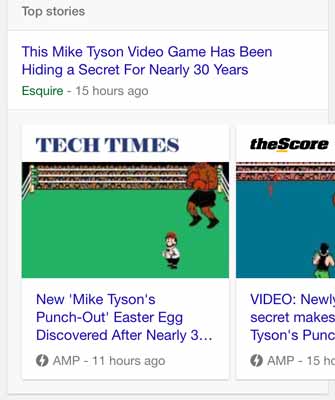 Top stories
This Mike Tyson Video Game Has Been
Hiding a Secret For Nearly 30 Years
Esquire - 15 hours ago
TECH TIMES
New 'Mike Tyson's
Punch-Out' Easter Egg
Discovered After Nearly 3...
AMP - 11 hours ago
theScore
VIDEO: Newly
secret makes
Tyson's Punc
AMP - 15 ho